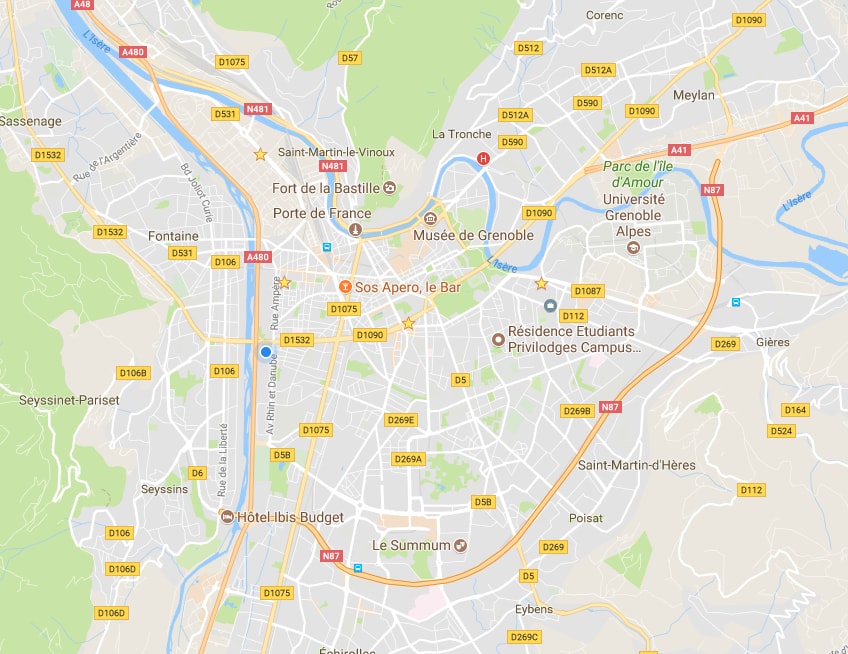 A48
Corenc
D1090
L'Isère
A480
D512
D57
D1075
D512A
Meylan
D590
D1090
N481
D531
D512A
A41
Sassenage
La Tronche
D590
Rue de l'Argentière
A41
D1532
Saint-Martin-le-Vinoux
N481
Parc de l'île
d'Amour
Bd Joliot Curie
Fort de la Bastille
N87
L'Isère
Université
Grenoble
Alpes
Porte de France
D1090
D1532
Fontaine
Musée de Grenoble
D531
A480
D106
L'Isère
Rue Ampère
Sos Apero, le Bar
D1087
D1075
D112
D1090
Résidence Etudiants
Privilodges Campus...
D1532
D269
Gières
D106B
D106
Av Rhin et Danube
D5
Seyssinet-Pariset
N87
D269B
D164
D269E
D1075
D524
Rue de la Liberté
D5B
D269A
Saint-Martin-d'Hères
D6
Seyssins
D112
D5B
Hôtel Ibis Budget
Poisat
D106
Le Summum
D269
N87
D106D
D5
D1075
D106D
Eybens
D269C
Échirolles